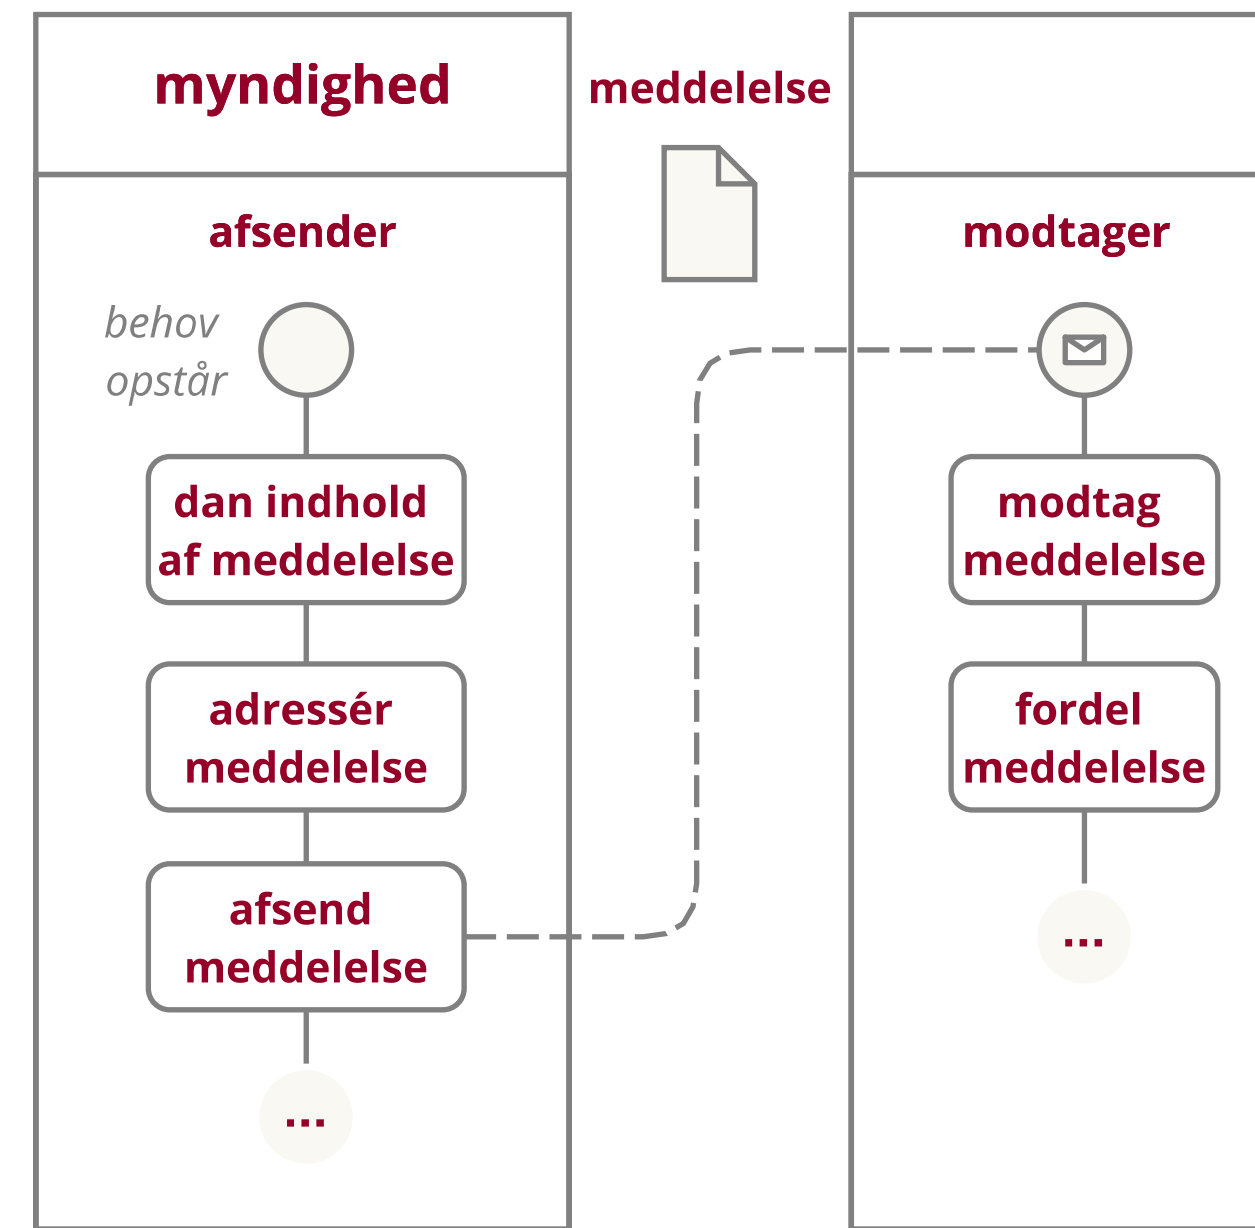 myndighed
afsender
behov
opstår
dan indhold
af meddelelse
adressér
meddelelse
afsend
meddelelse
...
meddelelse
modtager
modtag
meddelelse
fordel
meddelelse
...